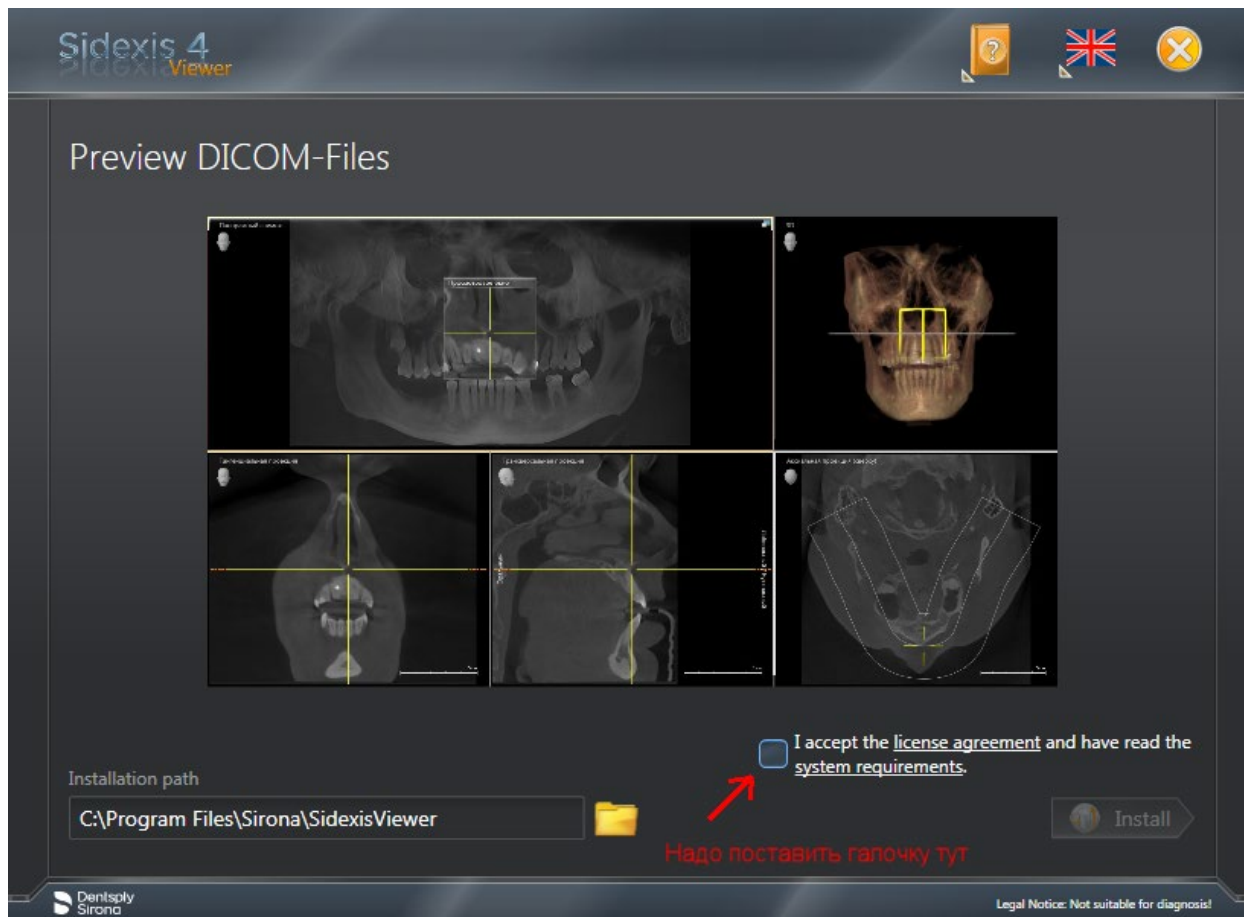 Sidexis 4
Viewer
Preview DICOM-Files
3D
I accept the license agreement and have read the
system requirements.
Installation path
C:\Program Files\Sirona\SidexisViewer
Install
Надо поставить галочку тут
Dentsply
Sirona
Legal Notice: Not suitable for diagnosis!